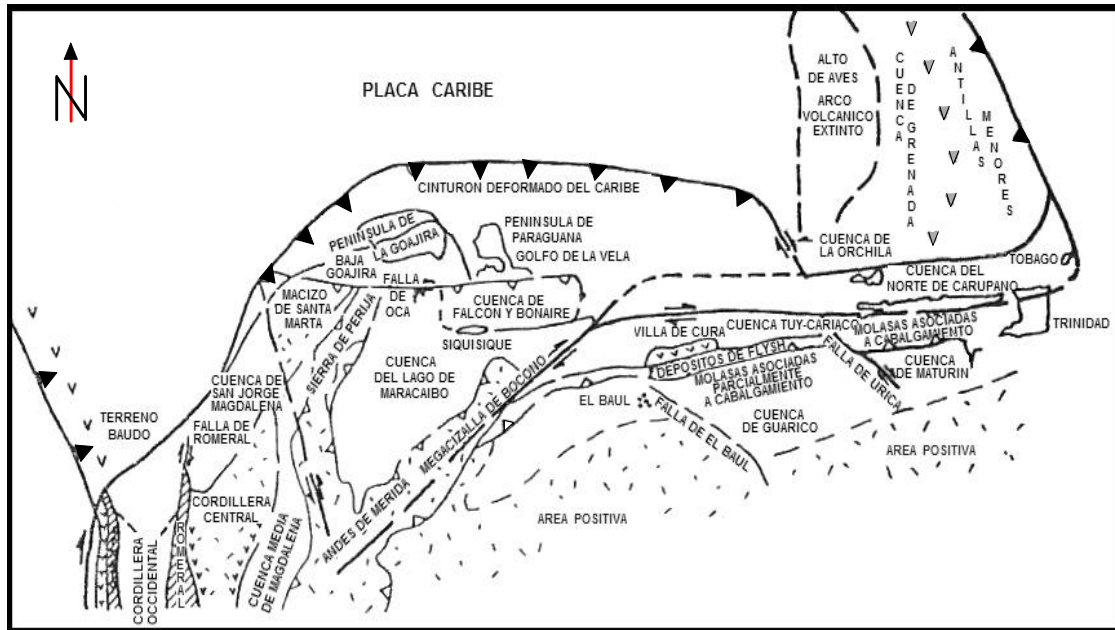 N
PLACA CARIBE
ALTO
DE AVES
ARCO
VOLCANICO
EXTINTO
CUENCA
DE GRENADA
ANTILLAS
MENORES
CINTURON DEFORMADO DEL CARIBE
PENINSULA DE
LA GOAJIRA
BAJA
GOAJIRA
PENINSULA DE
PARAGUANA
GOLFO DE LA VELA
CUENCA DE
LA ORCHILA
TOBAGO
CUENCA DEL
NORTE DE CARUPANO
MACIZO
DE SANTA
MARTA
FALLA
DE
OCA
CUENCA DE
FALCON Y BONAIRE
SIQUISIQUE
SIERRA DE PERIJA
VILLA DE CURA
CUENCA TUY-CARIACO
MOLASAS ASOCIADAS
A CABALGAMIENTO
TRINIDAD
CUENCA
DEL LAGO DE
MARACAIBO
DEPOSITOS DE FLYSH
MOLASAS ASOCIADAS
PARCIALMENTE
A CABALGAMIENTO
FALLA DE URICA
CUENCA
DE MATURIN
CUENCA DE
SAN JORGE
MAGDALENA
TERRENO
BAUDO
FALLA DE
ROMERAL
MEGACIZALLA DE BOCONO
EL BAUL
CUENCA
DE GUARICO
FALLA DE EL BAUL
AREA POSITIVA
CORDILLERA
CENTRAL
ANDES DE MERIDA
AREA POSITIVA
CORDILLERA
OCCIDENTAL
ROMERAL
CUENCA MEDIA
DE MAGDALENA